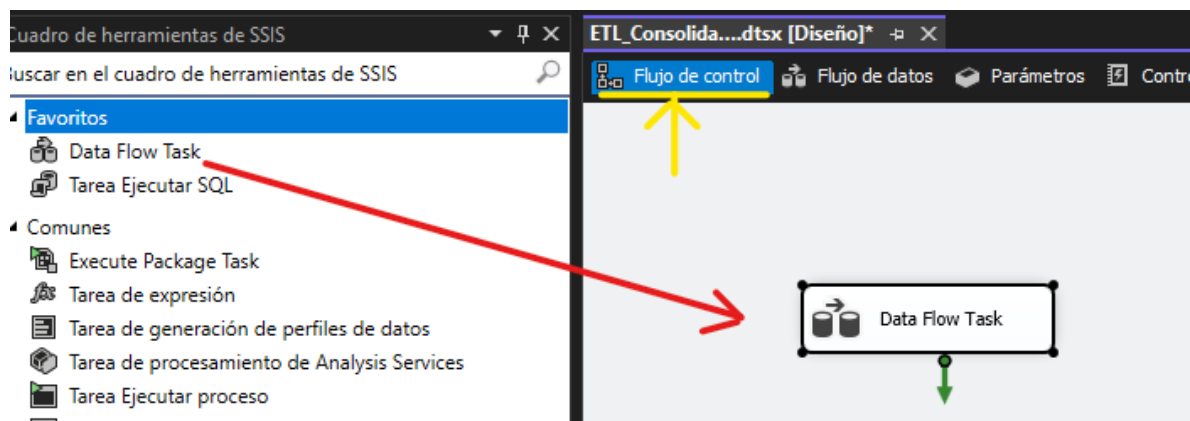 Cuadro de herramientas de SSIS
Buscar en el cuadro de herramientas de SSIS
Favoritos
Data Flow Task
Tarea Ejecutar SQL
Comunes
Execute Package Task
Tarea de expresión
Tarea de generación de perfiles de datos
Tarea de procesamiento de Analysis Services
Tarea Ejecutar proceso
ETL_Consolida....dtsx [Diseño]*
Flujo de control Flujo de datos Parámetros Contro
Data Flow Task